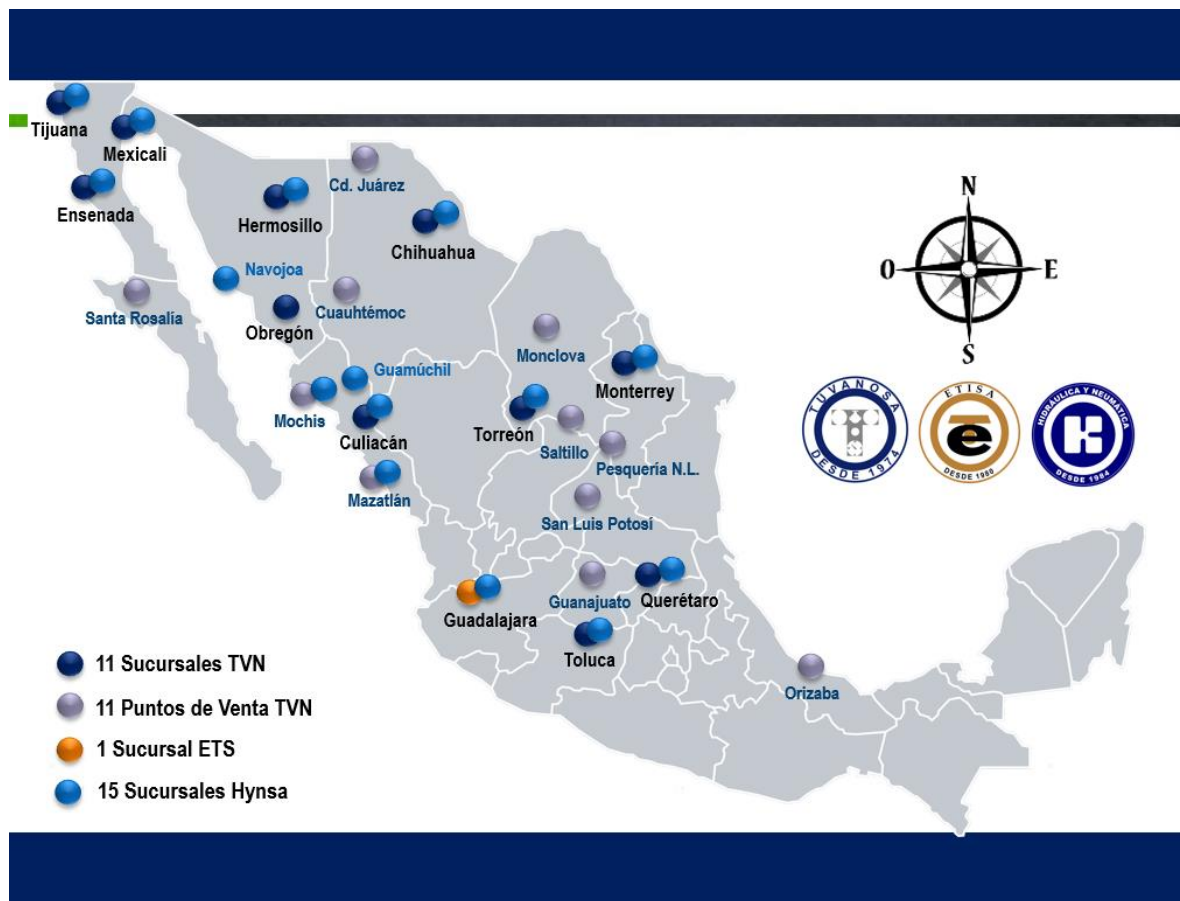 Tijuana
Mexicali
Ensenada
Hermosillo
Cd. Juárez
Chihuahua
Navojoa
Santa Rosalía
Obregón
Cuauhtémoc
Monclova
Monterrey
Guamúchil
Mochis
Culiacán
Torreón
Saltillo
Pesquería N.L.
Mazatlán
San Luis Potosí
Guadalajara
Guanajuato
Querétaro
Toluca
Orizaba
N
O
E
S
TUVANOSA
T
DESDE 1974
ETISA
e
DESDE 1980
HIDRÁULICA Y NEUMÁTICA
H
DESDE 1984
11 Sucursales TVN
11 Puntos de Venta TVN
1 Sucursal ETS
15 Sucursales Hynsa